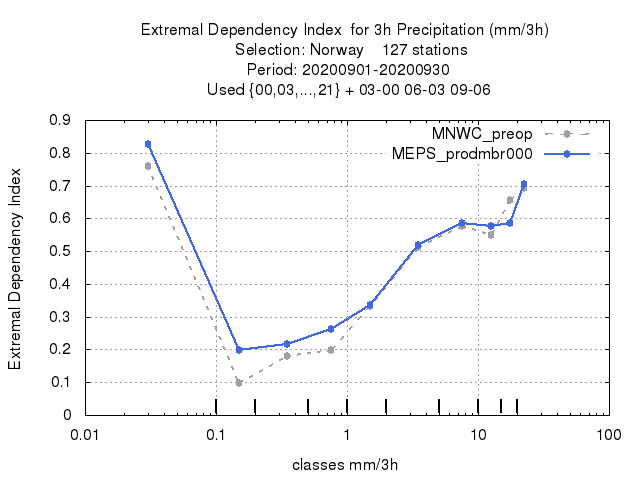 Extremal Dependency Index  for 3h Precipitation (mm/3h)
Selection: Norway    127 stations
Period: 20200901-20200930
Used {00,03,...,21} + 03-00 06-03 09-06
MNWC_preop
MEPS_prodmbr000
Extremal Dependency Index
0.9
0.8
0.7
0.6
0.5
0.4
0.3
0.2
0.1
0
0.01 0.1 1 10 100
classes mm/3h